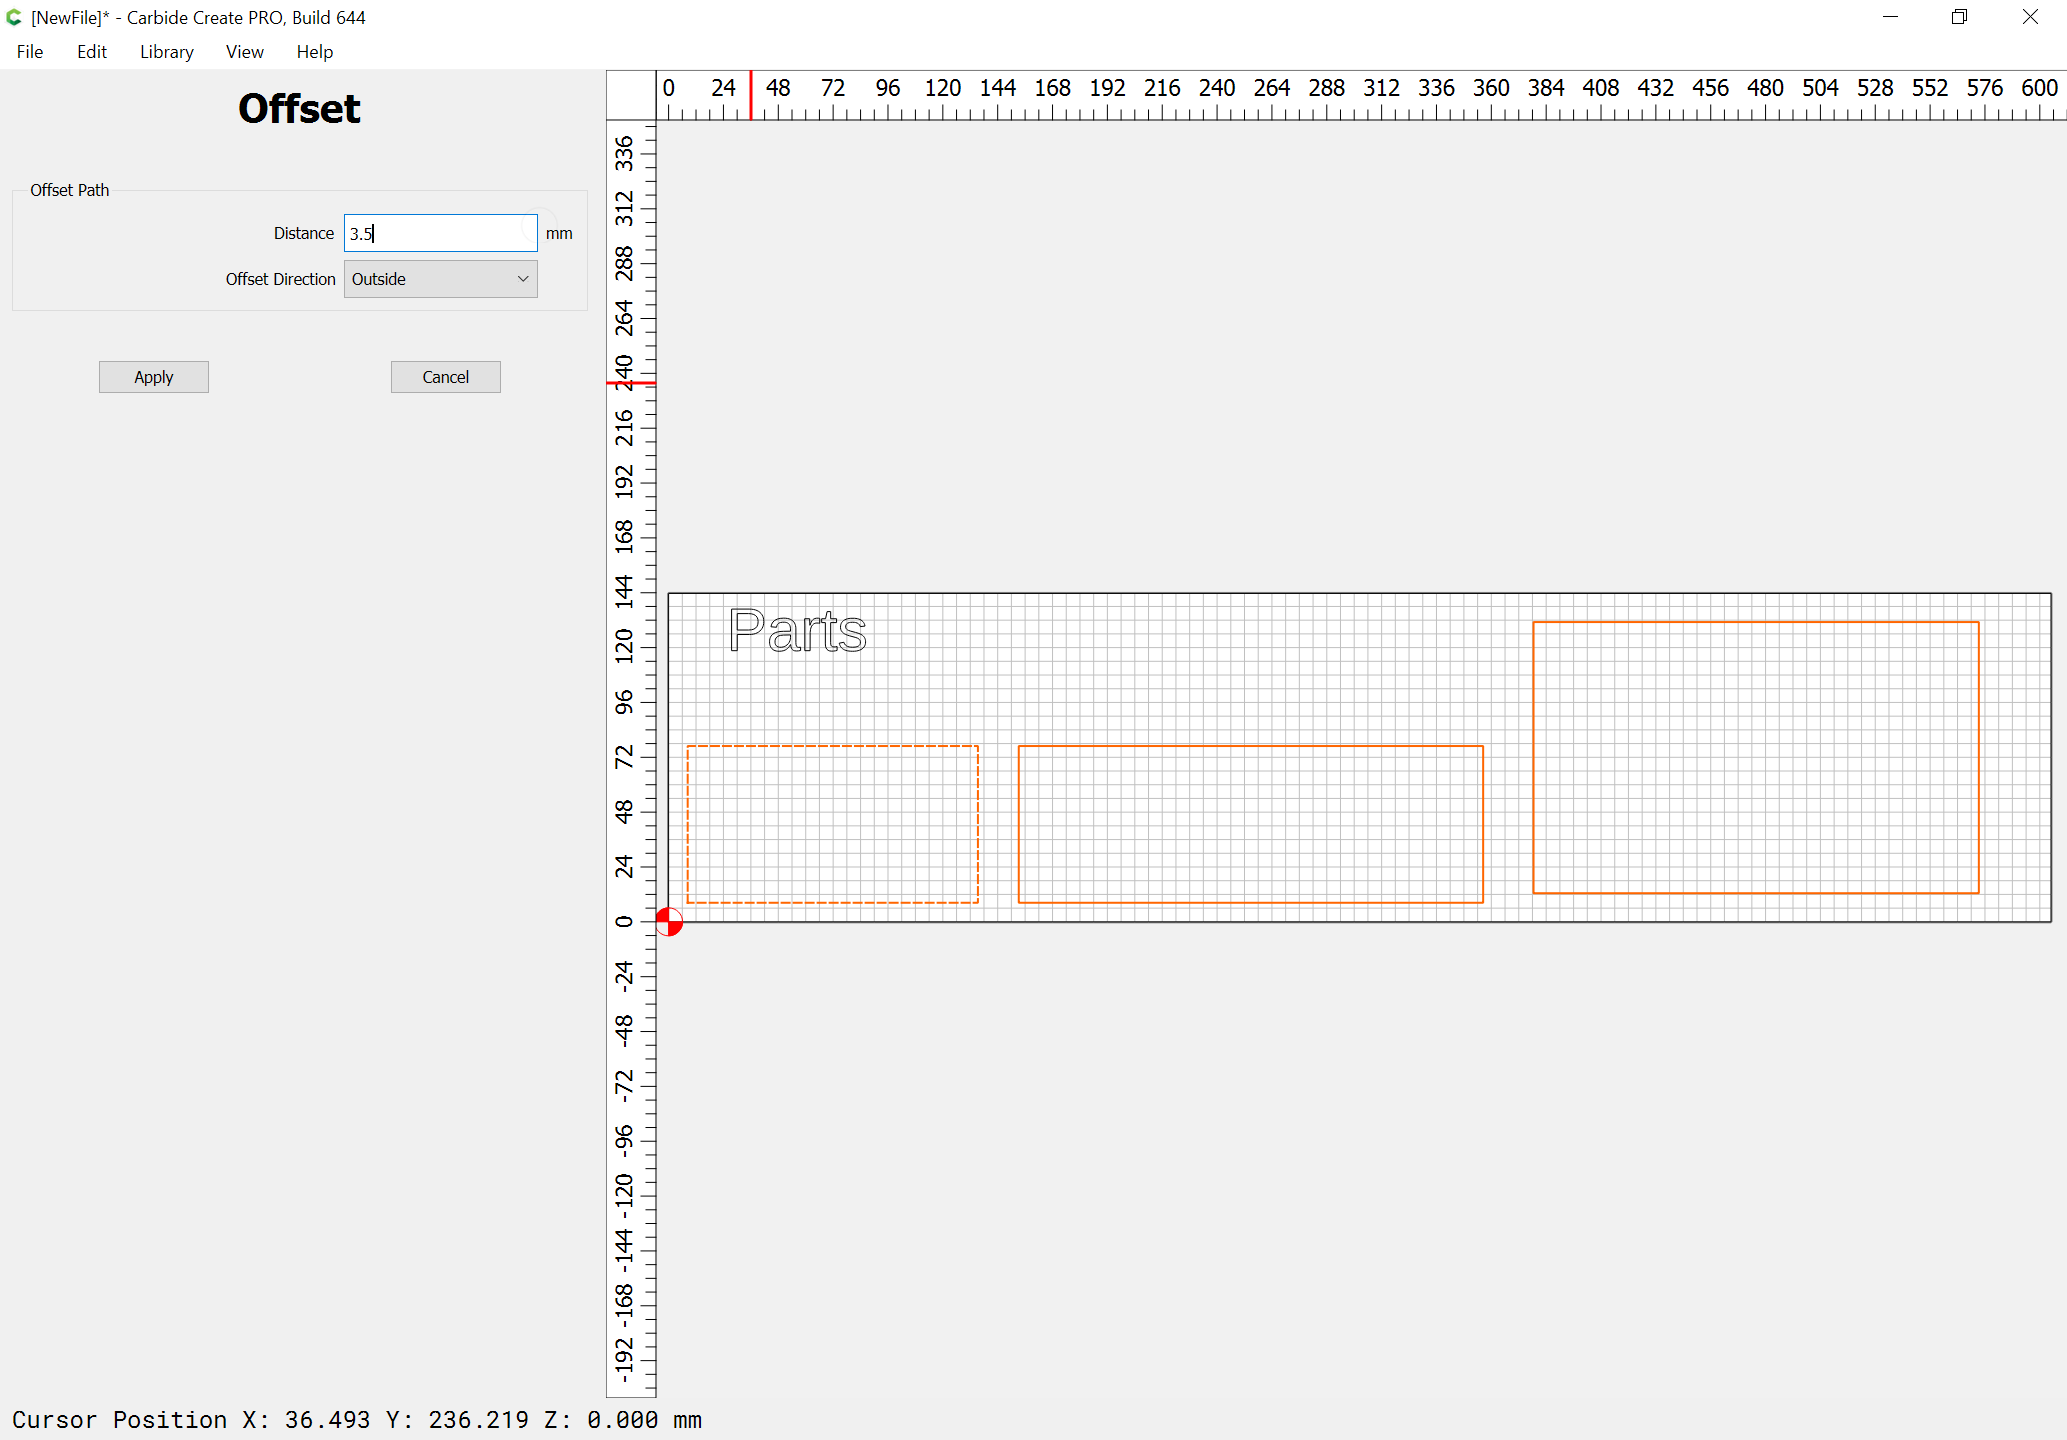 [NewFile]* - Carbide Create PRO, Build 644
File Edit Library View Help
Offset
Offset Path
Distance 3.5 mm
Offset Direction Outside
Apply Cancel
0 24 48 72 96 120 144 168 192 216 240 264 288 312 336 360 384 408 432 456 480 504 528 552 576 600
336
312
288
264
240
216
192
168
144
120
96
72
48
24
0
-24
-48
-72
-96
-120
-144
-168
-192
Parts
Cursor Position X: 36.493 Y: 236.219 Z: 0.000 mm